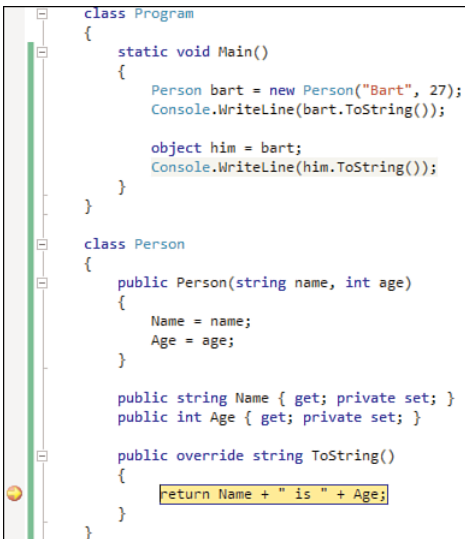 class Program
{
static void Main()
{
Person bart = new Person("Bart", 27);
Console.WriteLine(bart.ToString());
object him = bart;
Console.WriteLine(him.ToString());
}
}
class Person
{
public Person(string name, int age)
{
Name = name;
Age = age;
}
public string Name { get; private set; }
public int Age { get; private set; }
public override string ToString()
{
return Name + " is " + Age;
}
}